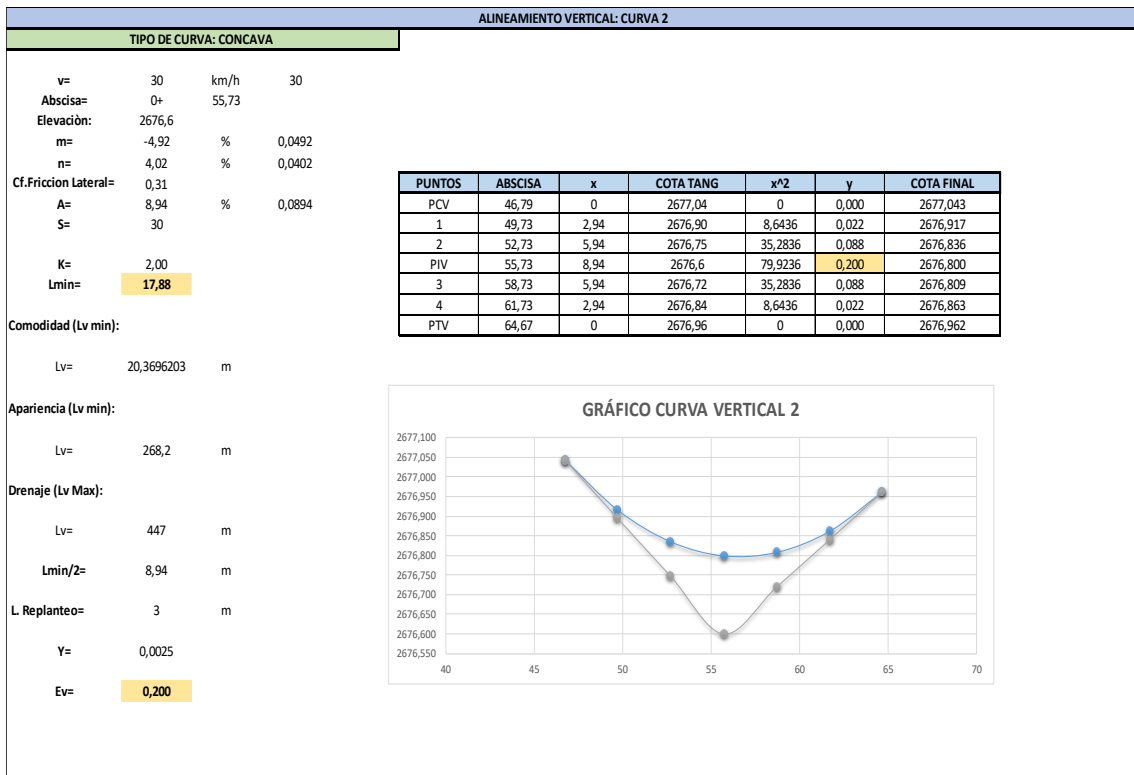 ALINEAMIENTO VERTICAL: CURVA 2
TIPO DE CURVA: CONCAVA
v= 30 km/h 30
Abscisa= 0+ 55,73
Elevaciòn: 2676,6
m= -4,92 % 0,0492
n= 4,02 % 0,0402
Cf.Friccion Lateral= 0,31
A= 8,94 % 0,0894
S= 30
K= 2,00
Lmin= 17,88
Comodidad (Lv min):
Lv= 20,3696203 m
Apariencia (Lv min):
Lv= 268,2 m
Drenaje (Lv Max):
Lv= 447 m
Lmin/2= 8,94 m
L. Replanteo= 3 m
Y= 0,0025
Ev= 0,200
PUNTOS ABSCISA x COTA TANG x^2 y COTA FINAL
PCV 46,79 0 2677,04 0 0,000 2677,043
1 49,73 2,94 2676,90 8,6436 0,022 2676,917
2 52,73 5,94 2676,75 35,2836 0,088 2676,836
PIV 55,73 8,94 2676,6 79,9236 0,200 2676,800
3 58,73 5,94 2676,72 35,2836 0,088 2676,809
4 61,73 2,94 2676,84 8,6436 0,022 2676,863
PTV 64,67 0 2676,96 0 0,000 2676,962
GRÁFICO CURVA VERTICAL 2
2677,100
2677,050
2677,000
2676,950
2676,900
2676,850
2676,800
2676,750
2676,700
2676,650
2676,600
2676,550
40 45 50 55 60 65 70